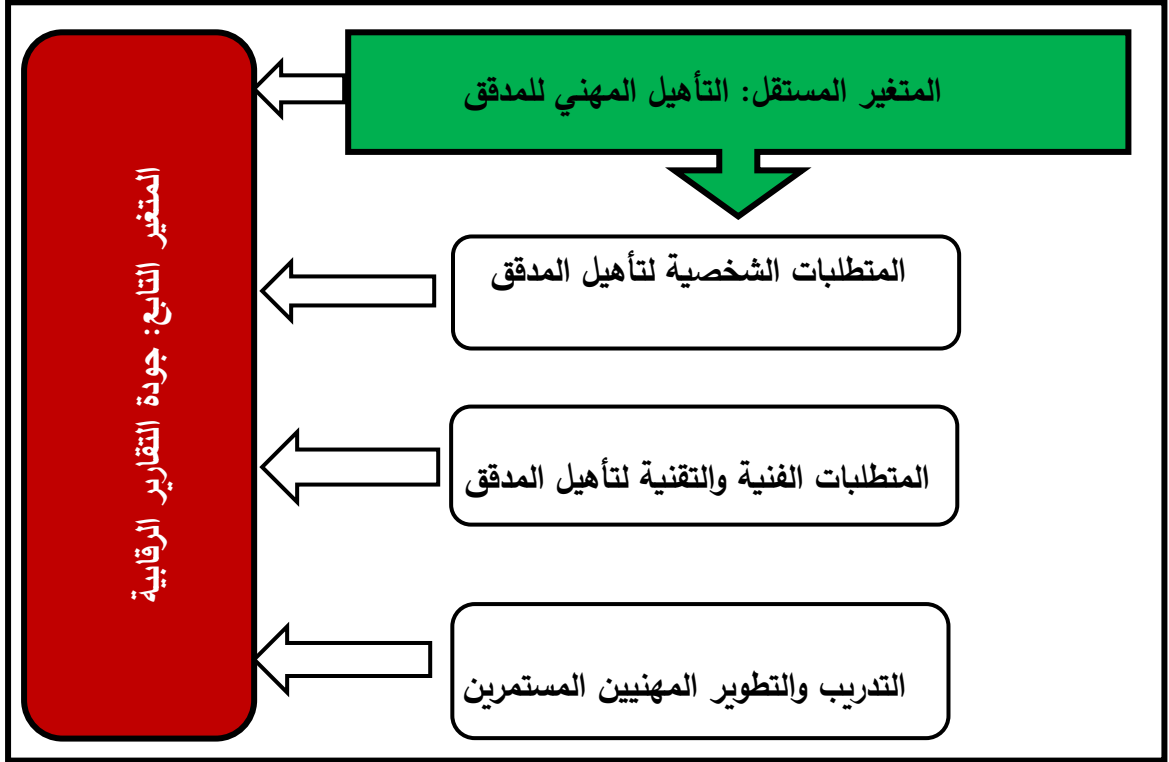 المتغير المستقل: التأهيل المهني للمدقق
المتطلبات الشخصية لتأهيل المدقق
المتطلبات الفنية والتقنية لتأهيل المدقق
التدريب والتطوير المهنيين المستمرين
المتغير التابع: جودة التقارير الرقابية